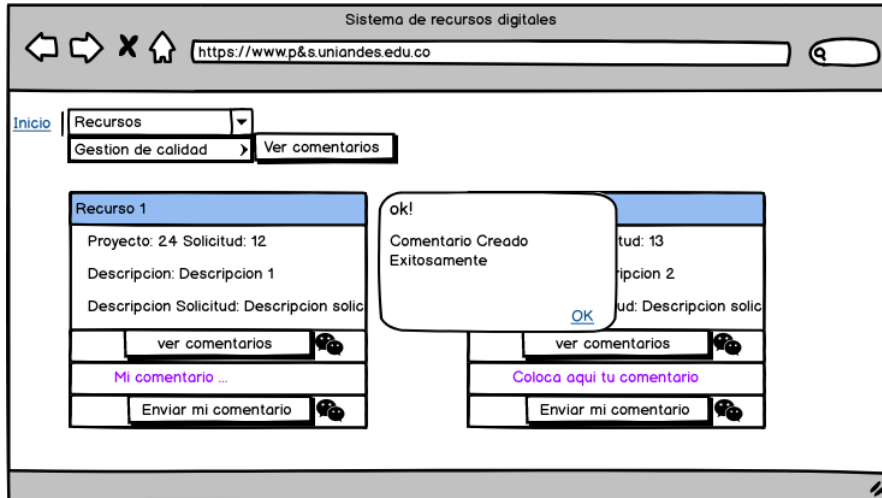 Sistema de recursos digitales
https://www.p&s.uniandes.edu.co
Inicio
Recursos
Gestion de calidad
Ver comentarios
Recurso 1
Proyecto: 24 Solicitud: 12
Descripcion: Descripcion 1
Descripcion Solicitud: Descripcion solic
ver comentarios
Mi comentario ...
Enviar mi comentario
ok!
Comentario Creado
Exitosamente
OK
tud: 13
ripcion 2
ud: Descripcion solic
ver comentarios
Coloca aqui tu comentario
Enviar mi comentario